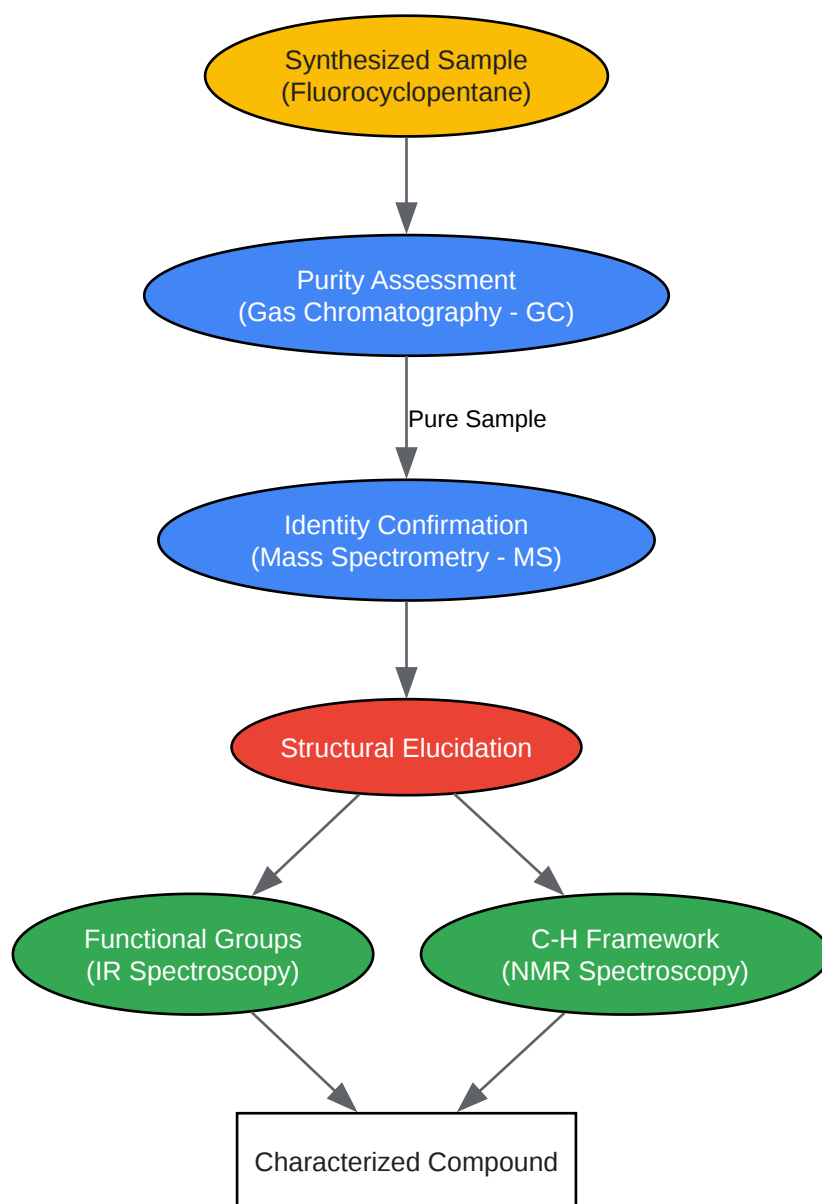 Synthesized Sample
(Fluorocyclopentane)
Purity Assessment
(Gas Chromatography - GC)
Pure Sample
Identity Confirmation
(Mass Spectrometry - MS)
Structural Elucidation
Functional Groups
(IR Spectroscopy)
C-H Framework
(NMR Spectroscopy)
Characterized Compound